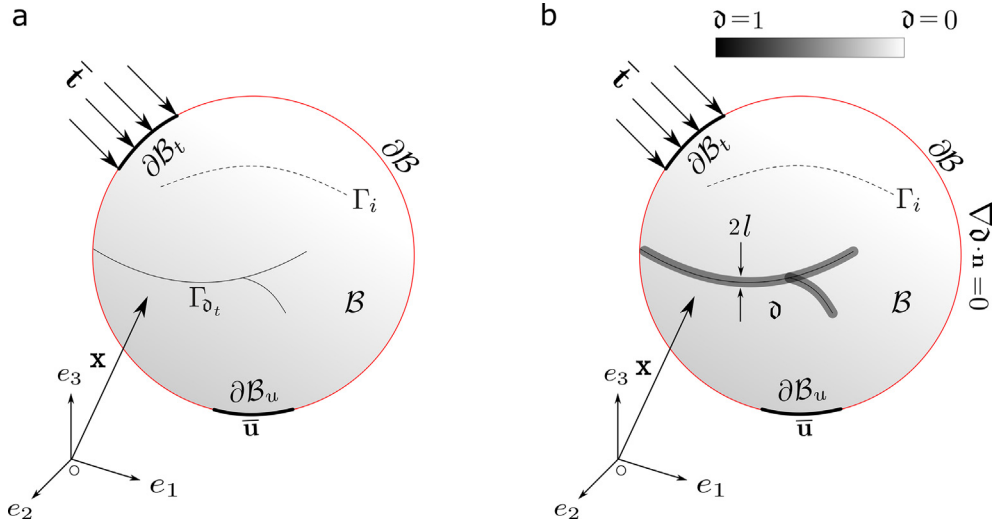 a
t̄
∂ℬₜ
∂ℬ
Γᵢ
Γ𝔡ₜ
ℬ
x
e₃
∂ℬᵤ
ū
O
e₁
e₂
b
𝔡=1
𝔡=0
t̄
∂ℬₜ
∂ℬ
Γᵢ
2l
∇𝔡·n=0
𝔡
ℬ
x
e₃
∂ℬᵤ
ū
O
e₁
e₂